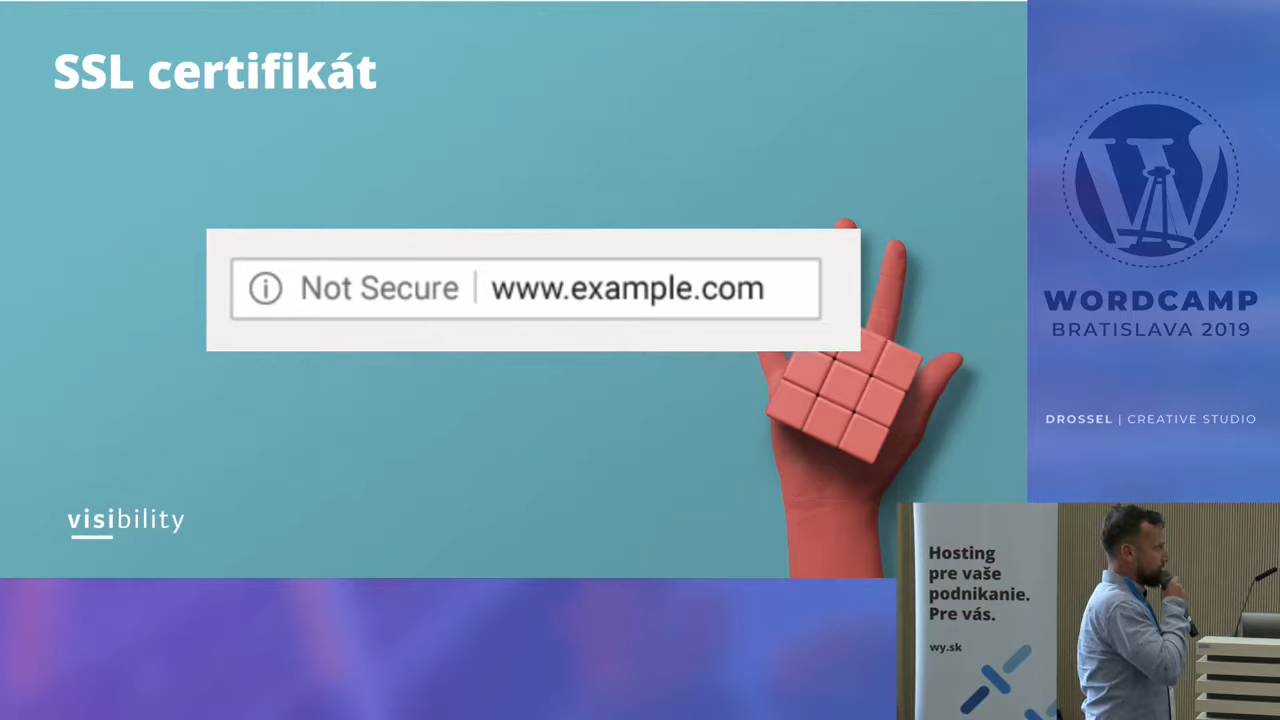 SSL certifikát
Not Secure www.example.com
visibility
WORDCAMP
BRATISLAVA 2019
DROSSEL | CREATIVE STUDIO
Hosting
pre vaše
podnikanie.
Pre vás.
wy.sk